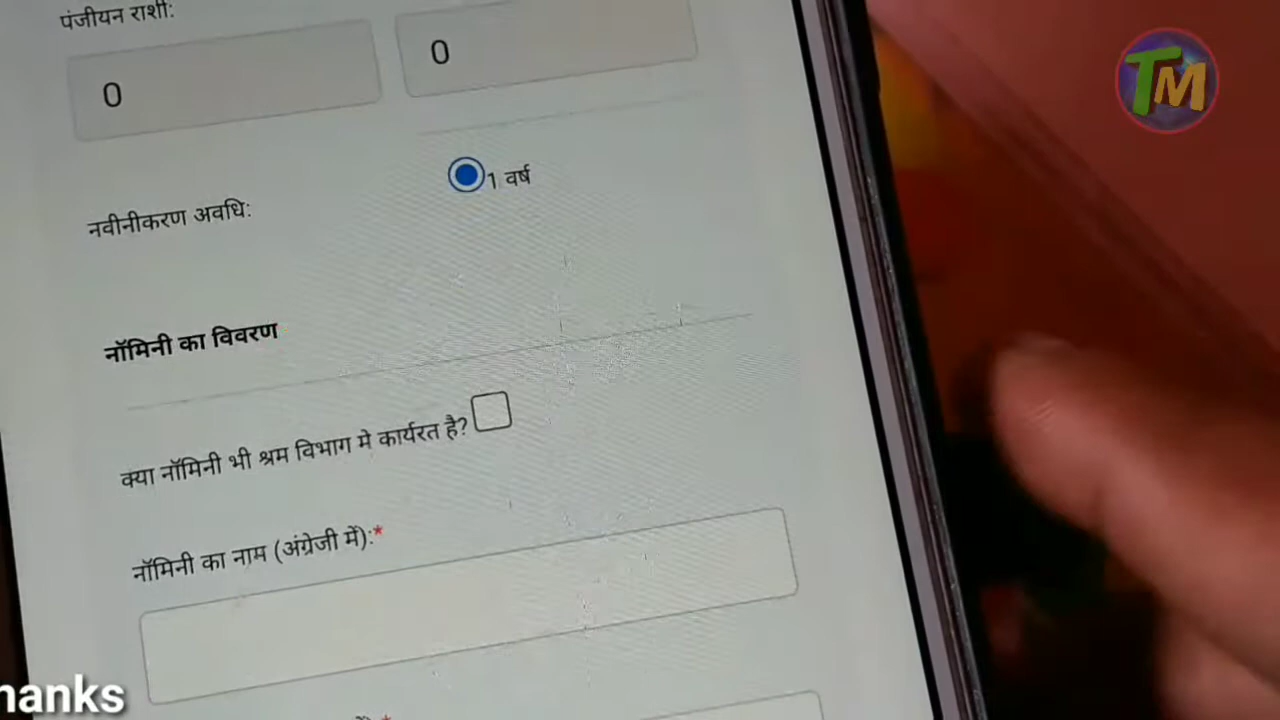 पंजीयन राशी:
0
0
1 वर्ष
नवीनीकरण अवधि:
नॉमिनी का विवरण
क्या नॉमिनी भी श्रम विभाग मे कार्यरत है?
नॉमिनी का नाम (अंग्रेजी में):*
TM
hanks